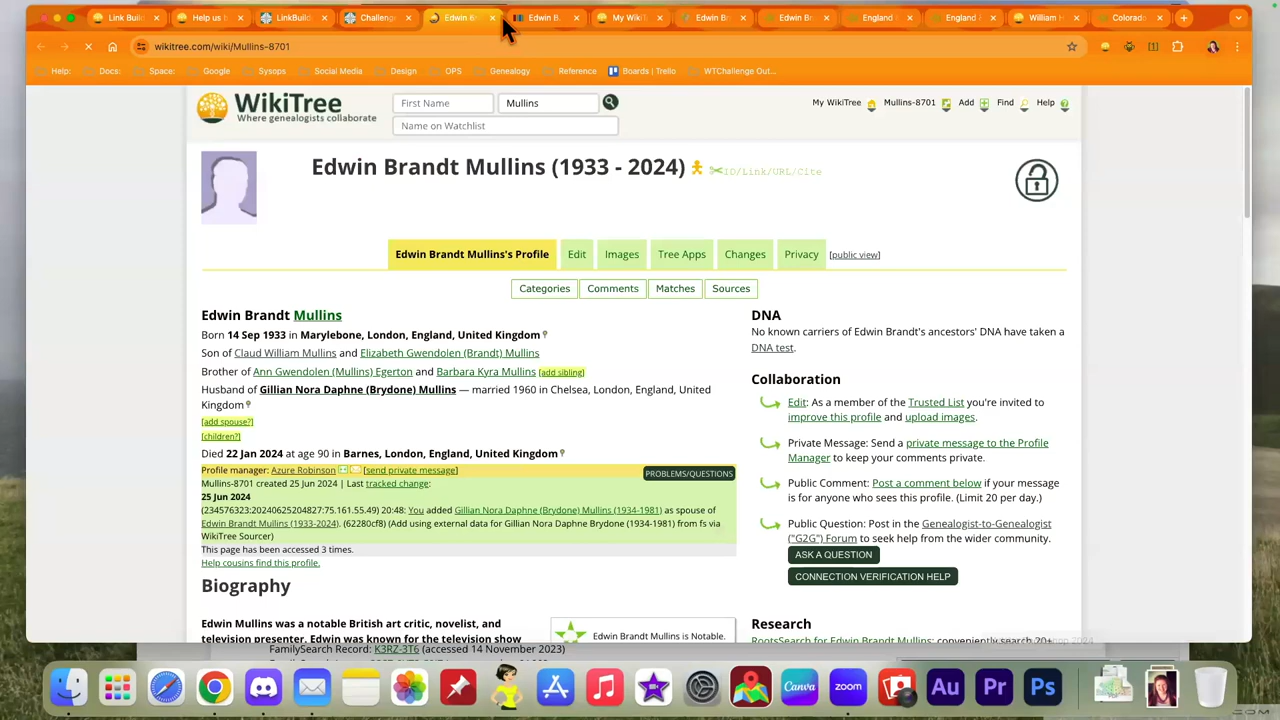 Link Buil
Help us
LinkBuild
Challeng
Edwin B
Edwin B.
My WikiT
Edwin Br
Edwin Br
England
England
William H
Colorado
wikitree.com/wiki/Mullins-8701
Help: Docs: Space: Google Sysops Social Media Design OPS Genealogy Reference Boards | Trello WTChallenge Out...
WikiTree
Where genealogists collaborate
First Name Mullins
Name on Watchlist
My WikiTree Mullins-8701 Add Find Help
Edwin Brandt Mullins (1933 - 2024) ID/Link/URL/Cite
Edwin Brandt Mullins's Profile Edit Images Tree Apps Changes Privacy [public view]
Categories Comments Matches Sources
Edwin Brandt Mullins
Born 14 Sep 1933 in Marylebone, London, England, United Kingdom
Son of Claud William Mullins and Elizabeth Gwendolen (Brandt) Mullins
Brother of Ann Gwendolen (Mullins) Egerton and Barbara Kyra Mullins [add sibling]
Husband of Gillian Nora Daphne (Brydone) Mullins — married 1960 in Chelsea, London, England, United
Kingdom
[add spouse?]
[children?]
Died 22 Jan 2024 at age 90 in Barnes, London, England, United Kingdom
Profile manager: Azure Robinson [send private message]
PROBLEMS/QUESTIONS
Mullins-8701 created 25 Jun 2024 | Last tracked change:
25 Jun 2024
(234576323;20240625204827:75.161.55.49) 20:48: You added Gillian Nora Daphne (Brydone) Mullins (1934-1981) as spouse of
Edwin Brandt Mullins (1933-2024). (62280cf8) (Add using external data for Gillian Nora Daphne Brydone (1934-1981) from fs via
WikiTree Sourcer)
This page has been accessed 3 times.
Help cousins find this profile.
Biography
Edwin Mullins was a notable British art critic, novelist, and
television presenter. Edwin was known for the television show
Edwin Brandt Mullins is Notable.
FamilySearch Record: K3RZ-3T6 (accessed 14 November 2023)
DNA
No known carriers of Edwin Brandt's ancestors' DNA have taken a
DNA test.
Collaboration
Edit: As a member of the Trusted List you're invited to
improve this profile and upload images.
Private Message: Send a private message to the Profile
Manager to keep your comments private.
Public Comment: Post a comment below if your message
is for anyone who sees this profile. (Limit 20 per day.)
Public Question: Post in the Genealogist-to-Genealogist
("G2G") Forum to seek help from the wider community.
ASK A QUESTION
CONNECTION VERIFICATION HELP
Research
RootsSearch for Edwin Brandt Mullins: conveniently search 20+
Canva
zoom
Au
Pr
Ps